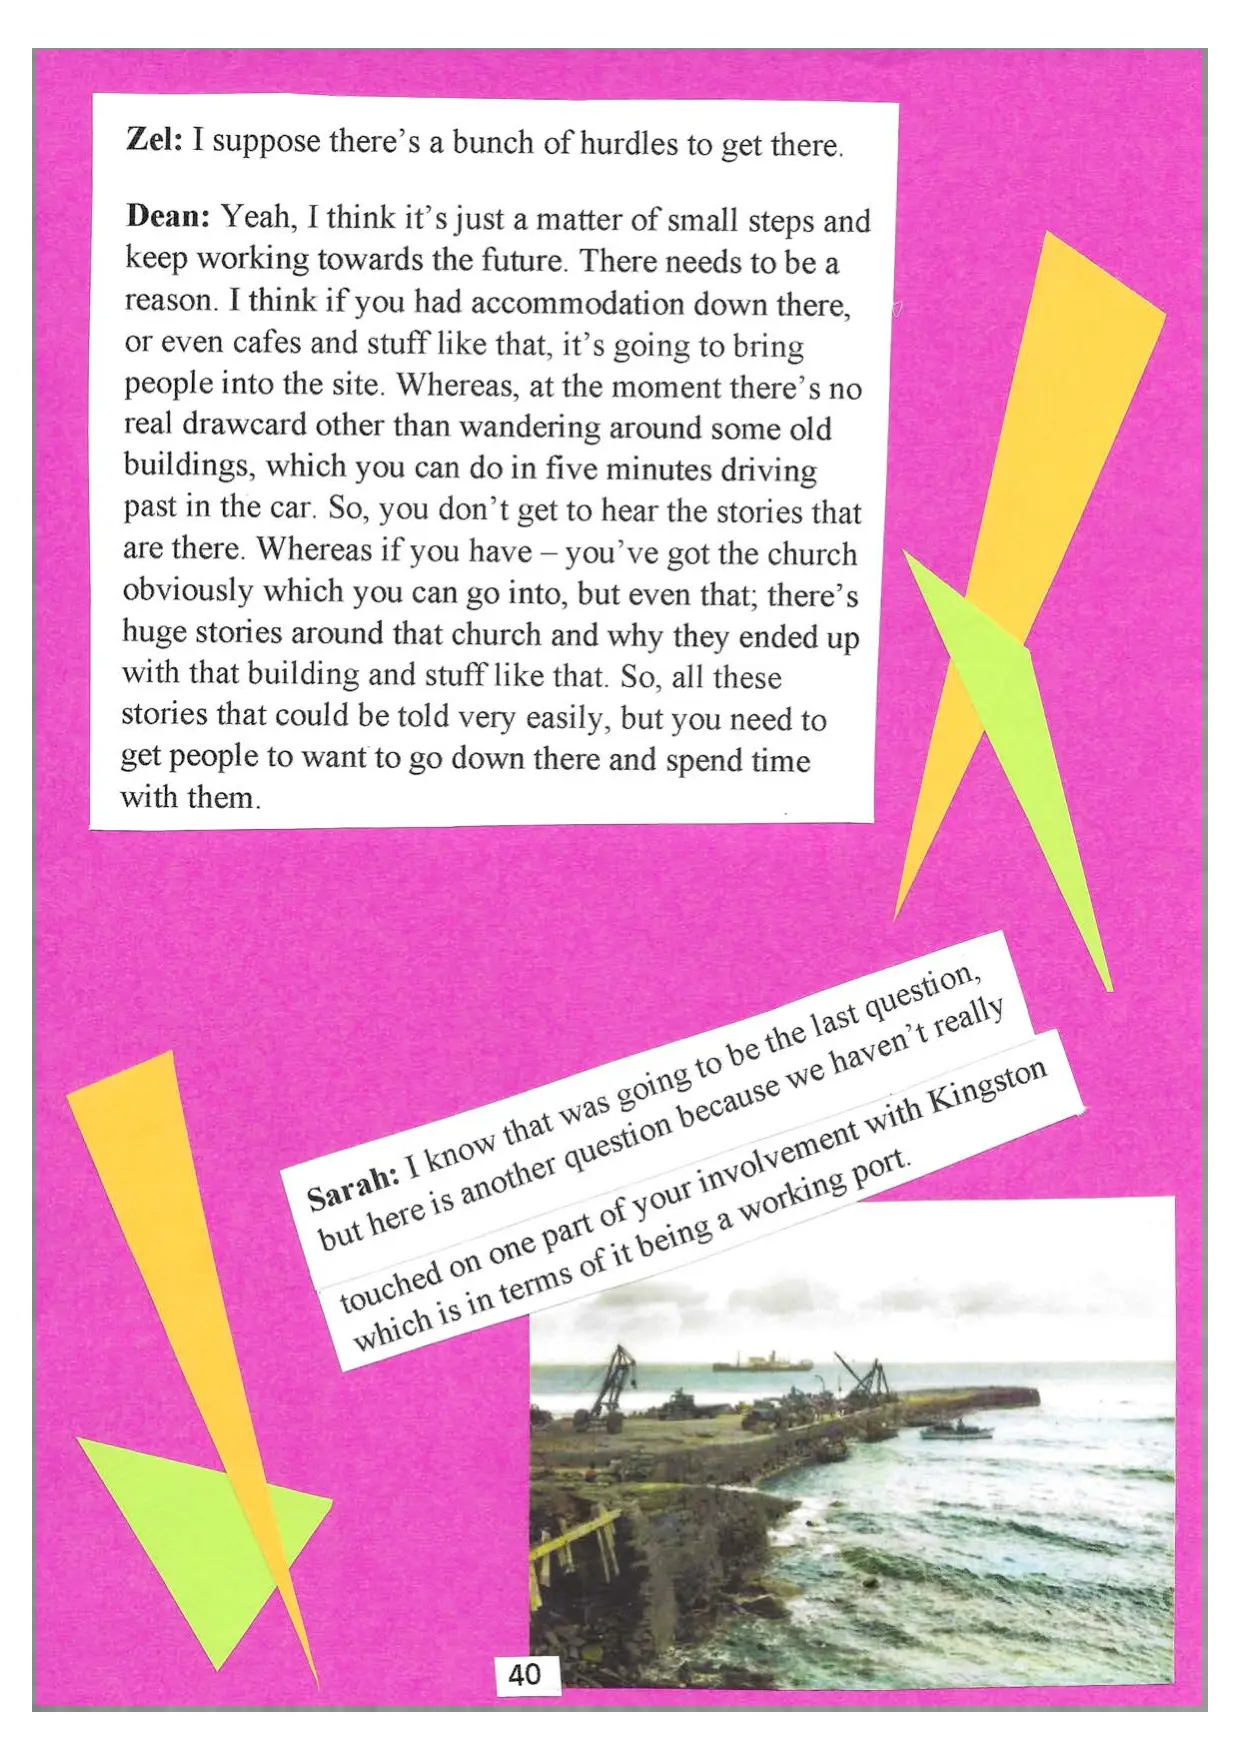 Zel: I suppose there's a bunch of hurdles to get there.
Dean: Yeah, I think it's just a matter of small steps and
keep working towards the future. There needs to be a
reason. I think if you had accommodation down there,
or even cafes and stuff like that, it's going to bring
people into the site. Whereas, at the moment there's no
real drawcard other than wandering around some old
buildings, which you can do in five minutes driving
past in the car. So, you don't get to hear the stories that
are there. Whereas if you have – you've got the church
obviously which you can go into, but even that; there's
huge stories around that church and why they ended up
with that building and stuff like that. So, all these
stories that could be told very easily, but you need to
get people to want to go down there and spend time
with them.
Sarah: I know that was going to be the last question,
but here is another question because we haven't really
touched on one part of your involvement with Kingston
which is in terms of it being a working port.
40